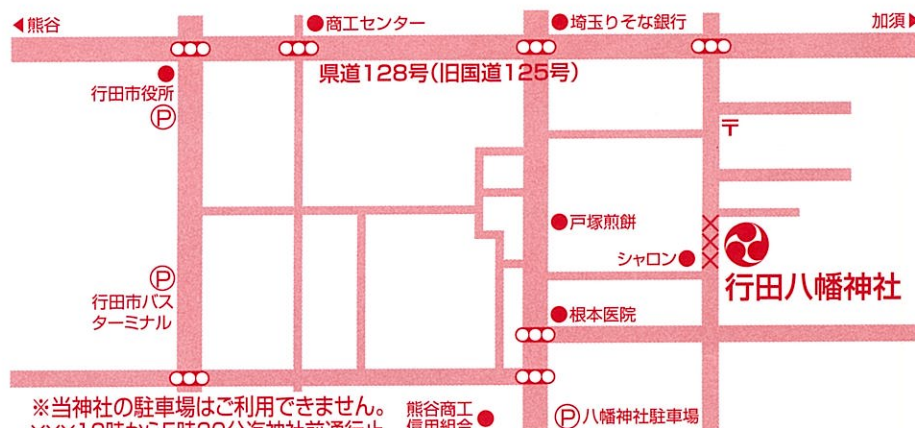 ◀熊谷
●商工センター
●埼玉りそな銀行
加須▶
県道128号(旧国道125号)
行田市役所
Ⓟ
〒
●戸塚煎餅
シャロン●
行田八幡神社
Ⓟ
行田市バス
ターミナル
●根本医院
※当神社の駐車場はご利用できません。
熊谷商工
信用組合●
Ⓟ八幡神社駐車場